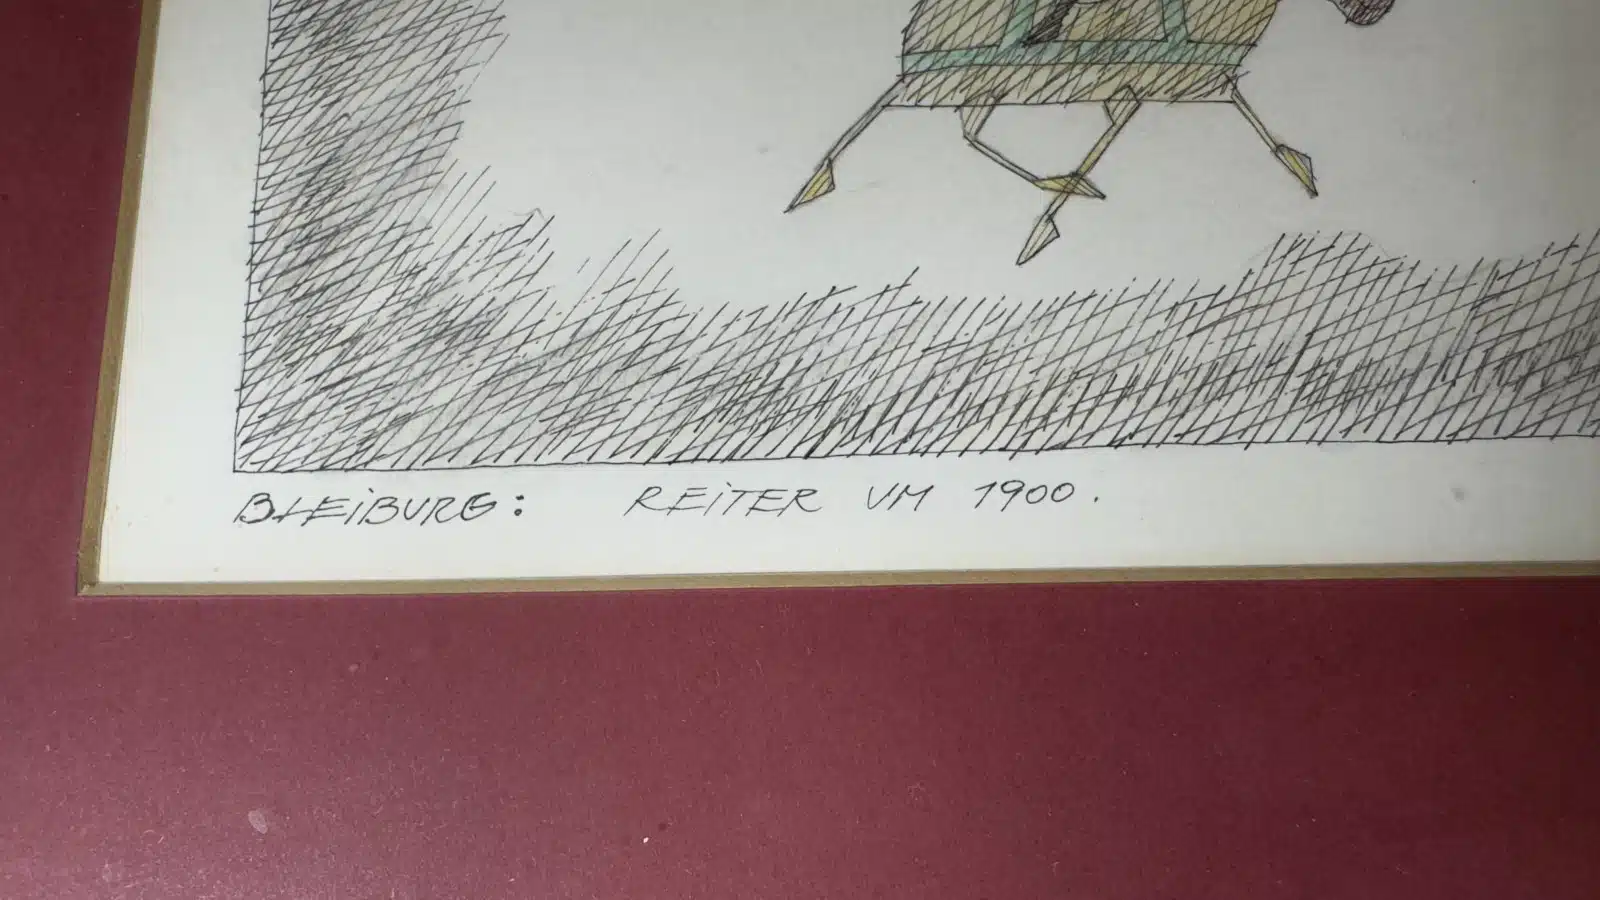 BLEiBURG: REiTER UM 1900.